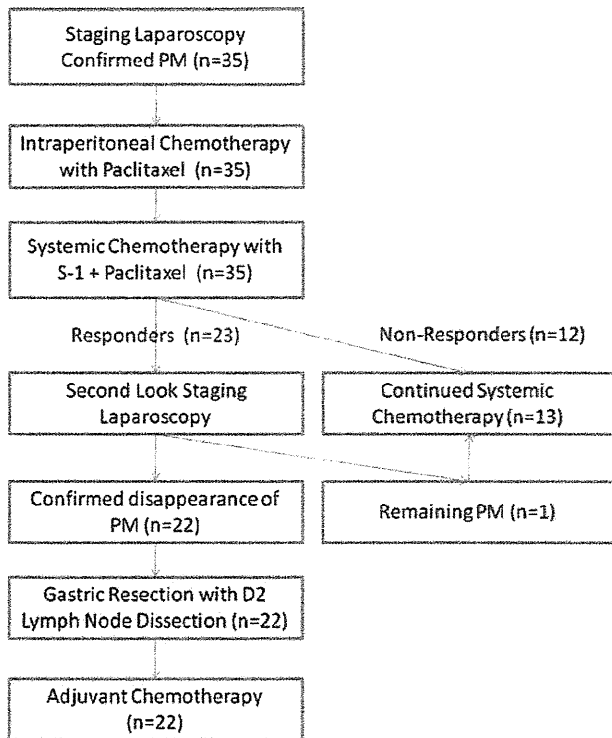 Staging Laparoscopy
Confirmed PM (n=35)
Intraperitoneal Chemotherapy
with Paclitaxel (n=35)
Systemic Chemotherapy with
S-1 + Paclitaxel (n=35)
Responders (n=23)
Non-Responders (n=12)
Second Look Staging
Laparoscopy
Continued Systemic
Chemotherapy (n=13)
Confirmed disappearance of
PM (n=22)
Remaining PM (n=1)
Gastric Resection with D2
Lymph Node Dissection (n=22)
Adjuvant Chemotherapy
(n=22)